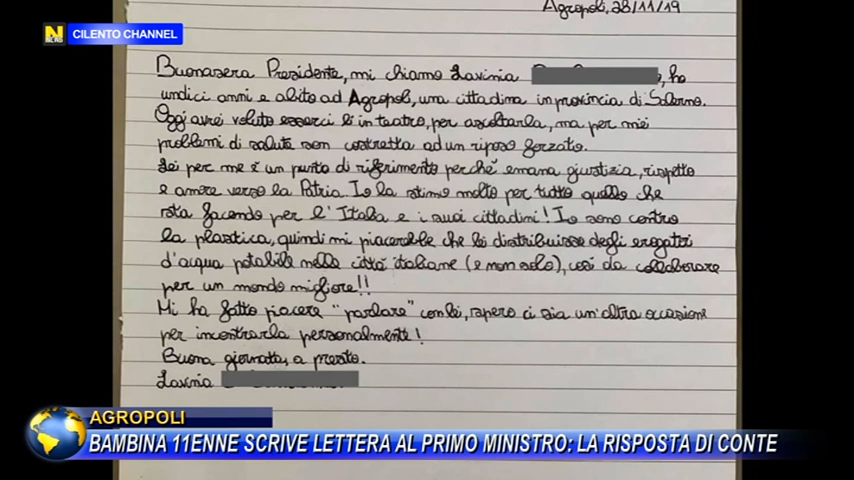 Agropoli, 28/11/19
N
CILENTO CHANNEL
Buonasera Presidente, mi chiamo Lavinia , ho
undici anni e abito ad Agropoli, una cittadina in provincia di Salerno.
Oggi avrei voluto esserci lì in teatro, per ascoltarla, ma per miei
problemi di salute son costretta ad un riposo forzato.
Lei per me è un punto di riferimento perché emana giustizia, rispetto
e amore verso la Patria. Io la stimo molto per tutto quello che
sta facendo per l'Italia e i suoi cittadini! Io sono contro
la plastica, quindi mi piacerebbe che lei distribuisse degli erogatori
d'acqua potabile nelle città italiane (e non solo), così da collaborare
per un mondo migliore!!
Mi ha fatto piacere "parlare" con lei, spero ci sia un'altra occasione
per incontrarla personalmente!
Buona giornata, a presto.
Lavinia
AGROPOLI
BAMBINA 11ENNE SCRIVE LETTERA AL PRIMO MINISTRO: LA RISPOSTA DI CONTE